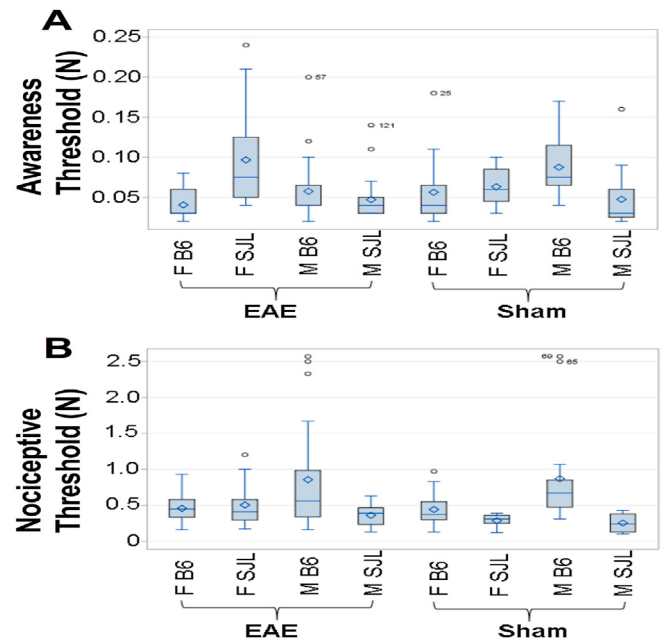 A
Awareness
Threshold (N)
0.25
0.20
0.15
0.10
0.05
57
121
25
F B6
F SJL
M B6
M SJL
F B6
F SJL
M B6
M SJL
EAE
Sham
B
Nociceptive
Threshold (N)
2.5
2.0
1.5
1.0
0.5
0
69
65
F B6
F SJL
M B6
M SJL
F B6
F SJL
M B6
M SJL
EAE
Sham